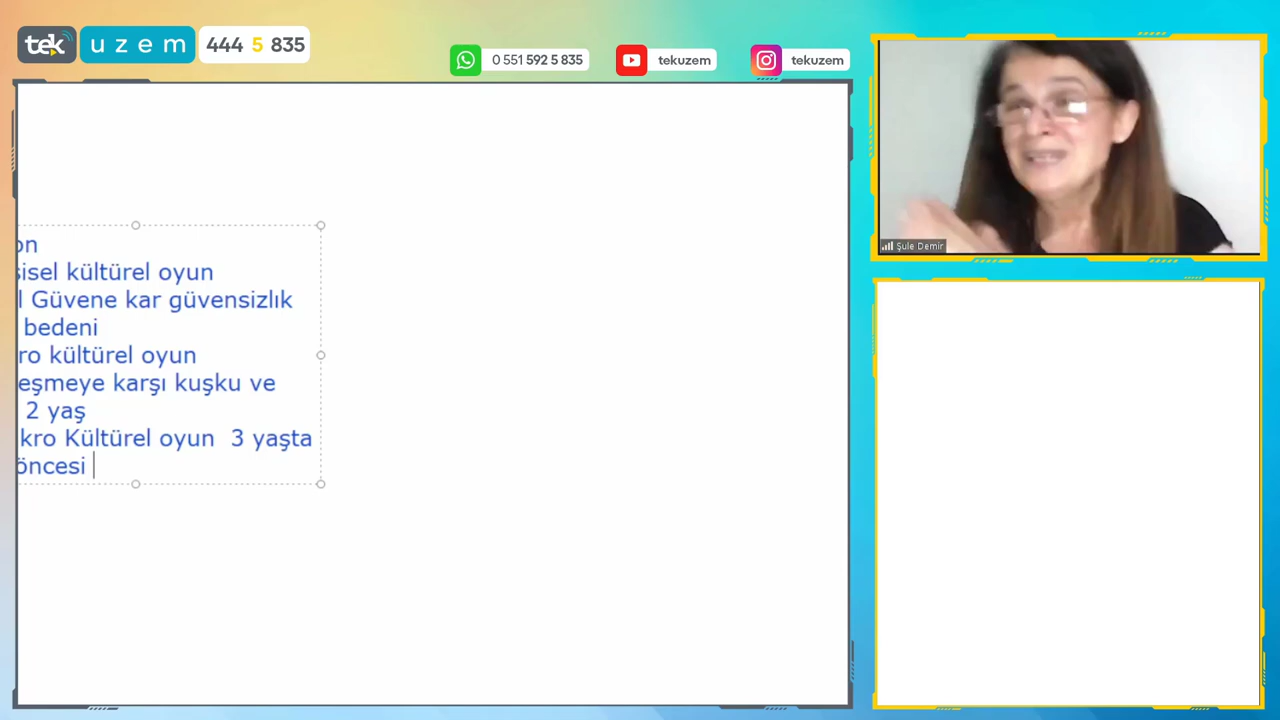 tek
uzem
444 5 835
0 551 592 5 835
tekuzem
tekuzem
Şule Demir
on
sisel kültürel oyun
l Güvene kar güvensizlik
bedeni
ro kültürel oyun
eşmeye karşı kuşku ve
2 yaş
kro Kültürel oyun 3 yaşta
öncesi